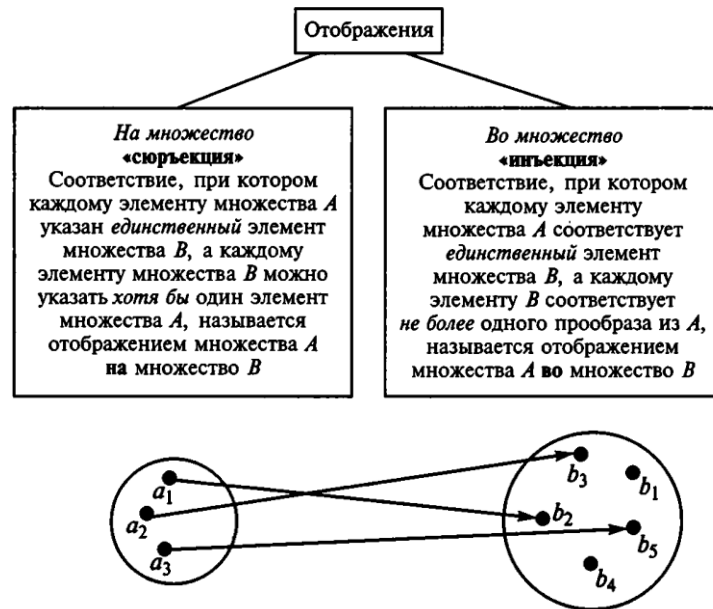 Отображения
На множество
«сюръекция»
Соответствие, при котором
каждому элементу множества A
указан единственный элемент
множества B, а каждому
элементу множества B можно
указать хотя бы один элемент
множества A, называется
отображением множества A
на множество B
Во множество
«инъекция»
Соответствие, при котором
каждому элементу
множества A соответствует
единственный элемент
множества B, а каждому
элементу B соответствует
не более одного прообраза из A,
называется отображением
множества A во множество B
a₁
a₂
a₃
b₃
b₁
b₂
b₅
b₄